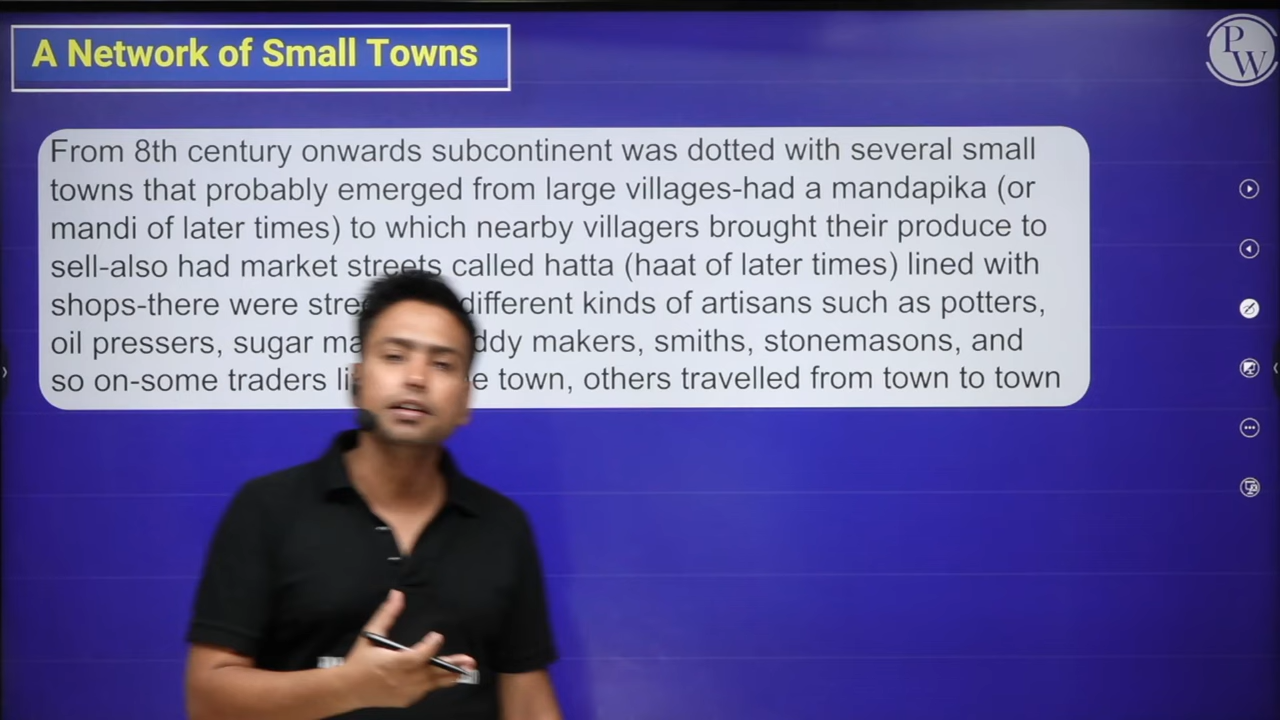 A Network of Small Towns
PW
From 8th century onwards subcontinent was dotted with several small
towns that probably emerged from large villages-had a mandapika (or
mandi of later times) to which nearby villagers brought their produce to
sell-also had market streets called hatta (haat of later times) lined with
shops-there were different kinds of artisans such as potters,
oil pressers, sugar makers, smiths, stonemasons, and
so on-some traders town, others travelled from town to town